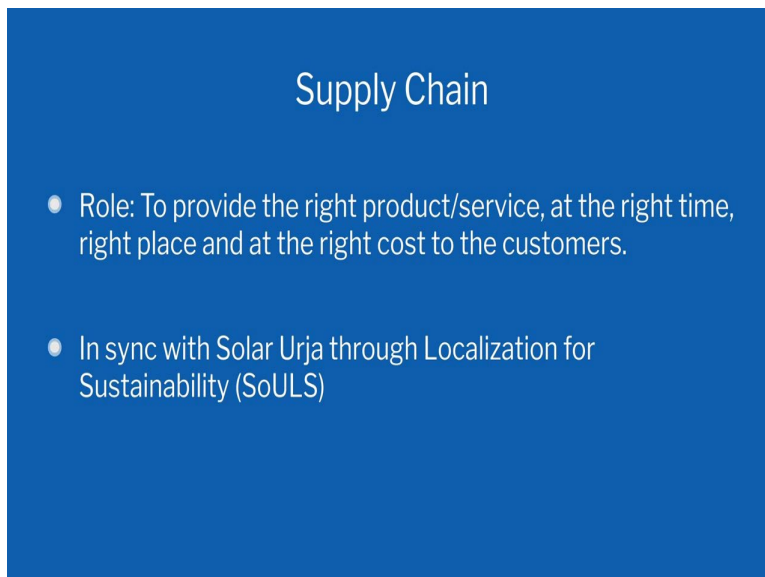 Supply Chain
Role: To provide the right product/service, at the right time,
right place and at the right cost to the customers.
In sync with Solar Urja through Localization for
Sustainability (SoULS)